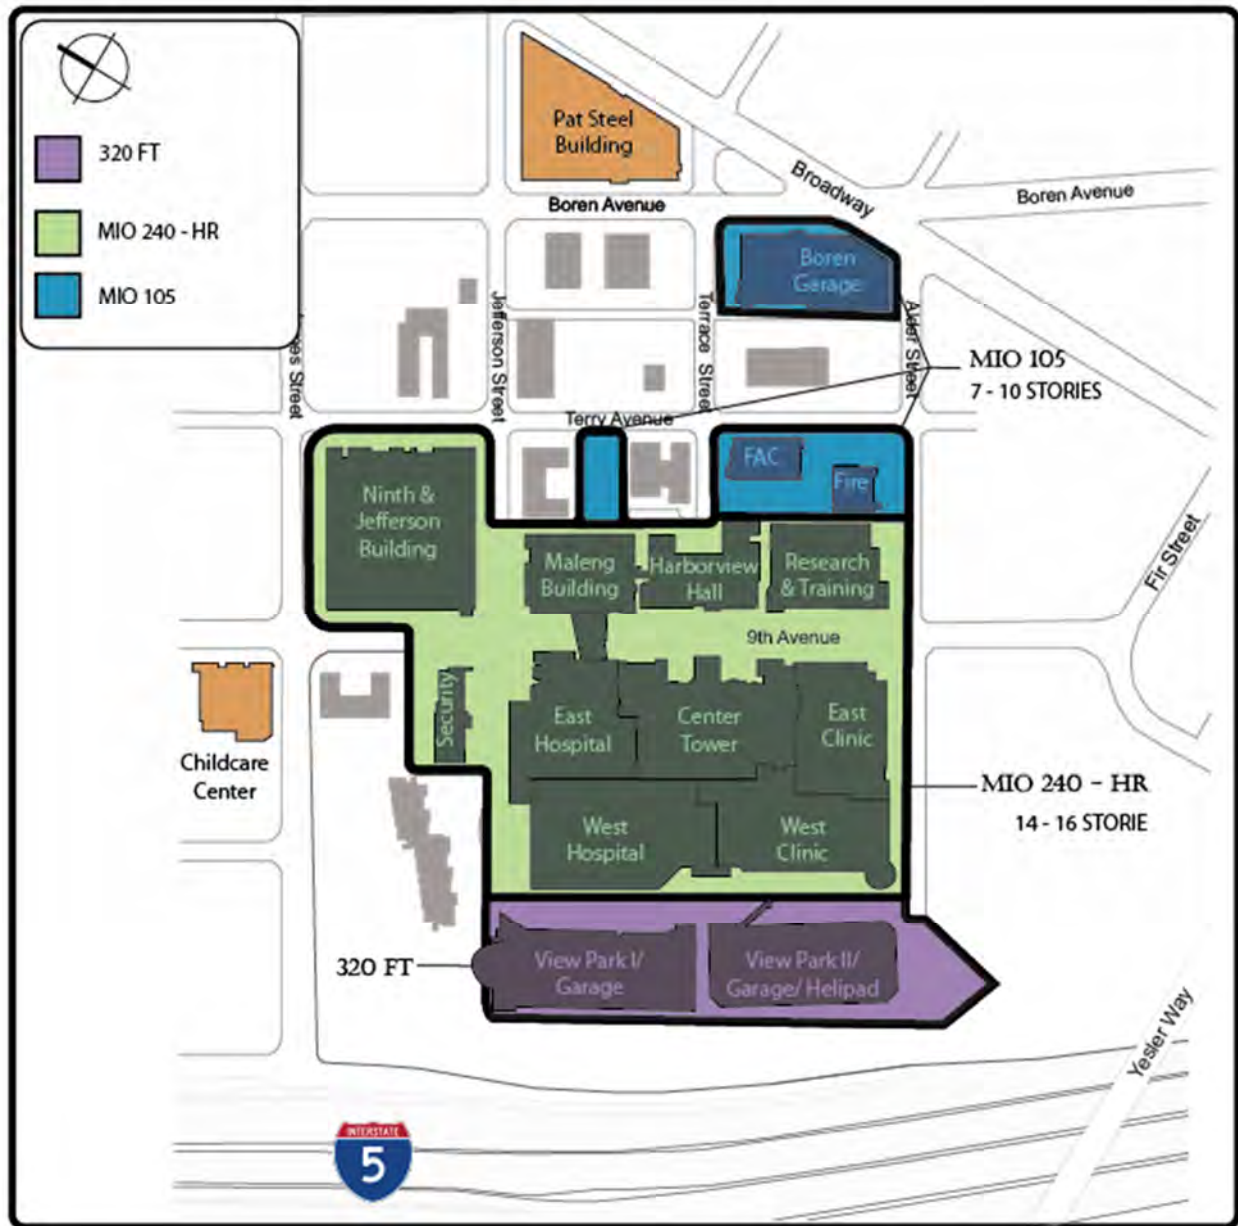 320 FT
MIO 240 - HR
MIO 105
Pat Steel
Building
Broadway
Boren Avenue
Boren Avenue
Boren
Garage
Jefferson Street
Terrace Street
Alder Street
MIO 105
7 - 10 STORIES
Terry Avenue
FAC
Fire
Ninth &
Jefferson
Building
Maleng
Building
Harborview
Hall
Research
& Training
Fir Street
9th Avenue
Security
East
Hospital
Center
Tower
East
Clinic
Childcare
Center
MIO 240 - HR
14 - 16 STORIE
West
Hospital
West
Clinic
320 FT
View Park I/
Garage
View Park II/
Garage/ Helipad
Yesler Way
INTERSTATE
5